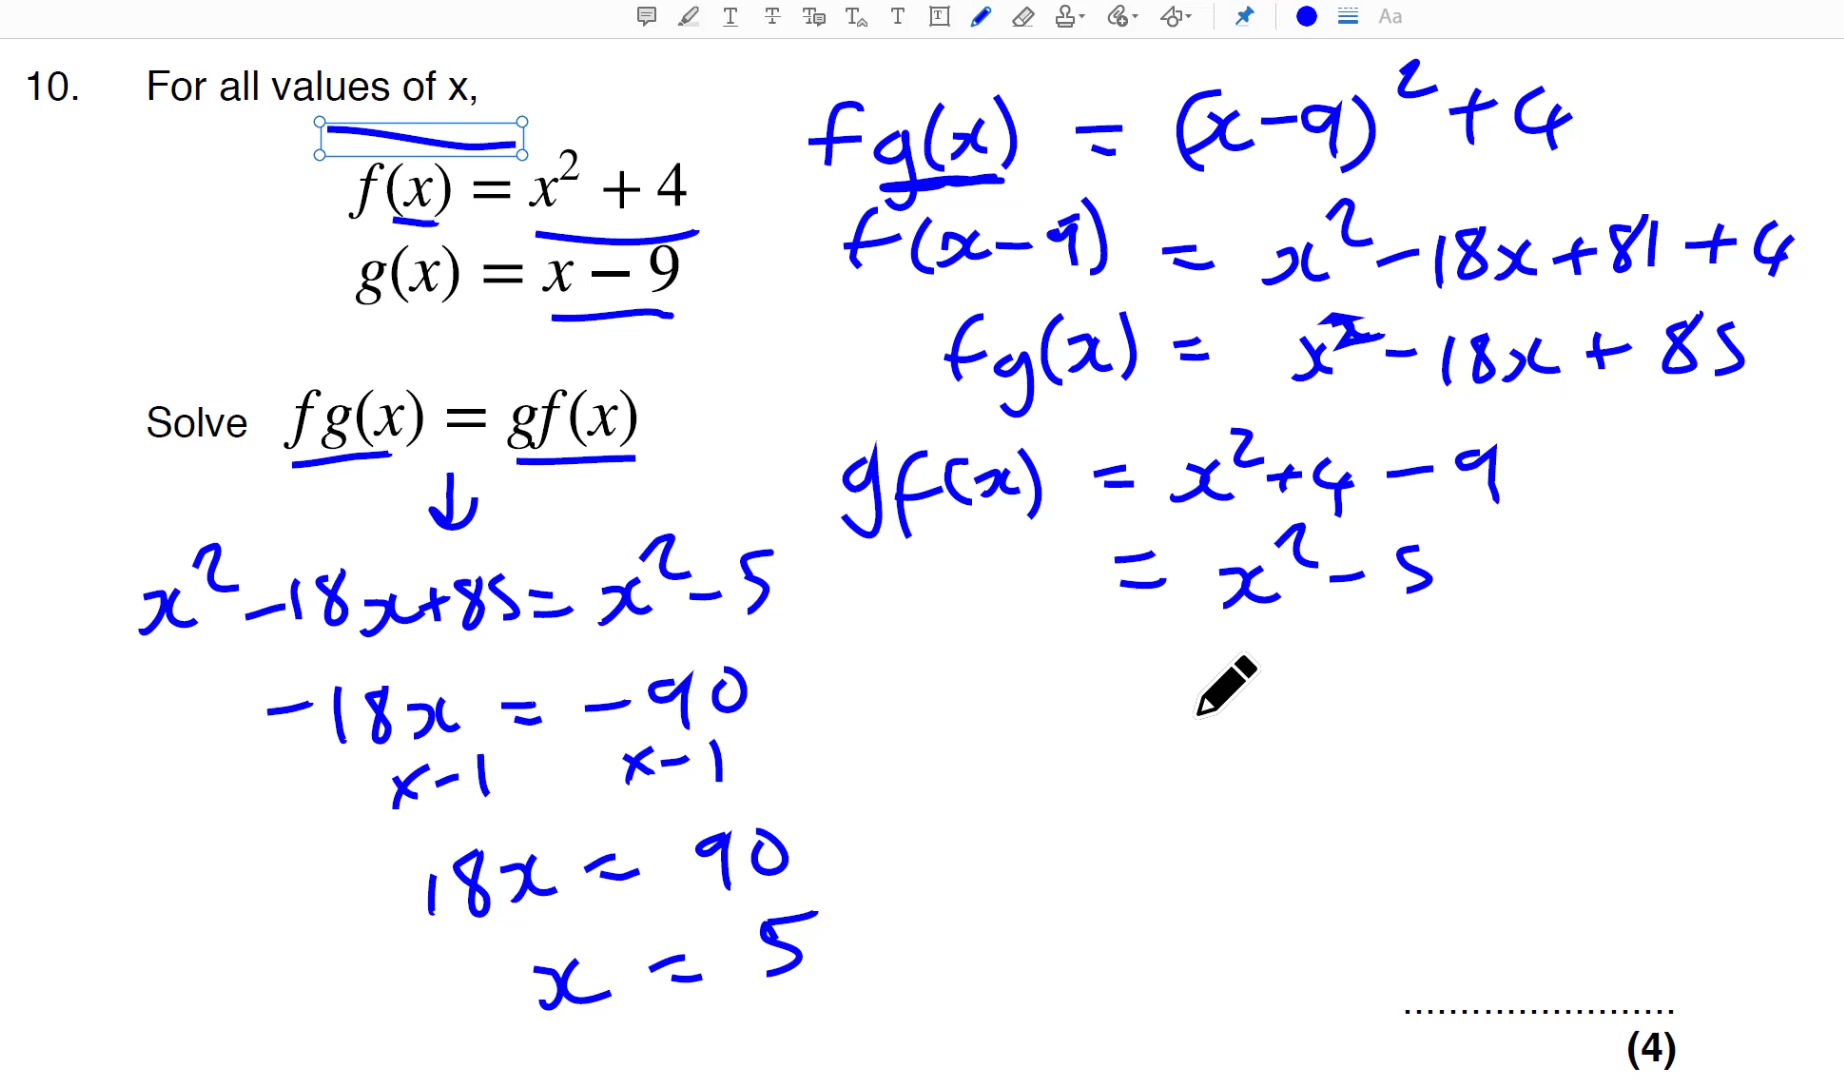 10. For all values of x,
f(x) = x² + 4
g(x) = x − 9
Solve fg(x) = gf(x)
x² − 18x + 85 = x² − 5
−18x = −90
x−1 x−1
18x = 90
x = 5
fg(x) = (x−9)² + 4
f(x−9) = x² − 18x + 81 + 4
fg(x) = x² − 18x + 85
gf(x) = x² + 4 − 9
= x² − 5
........................
(4)
Aa